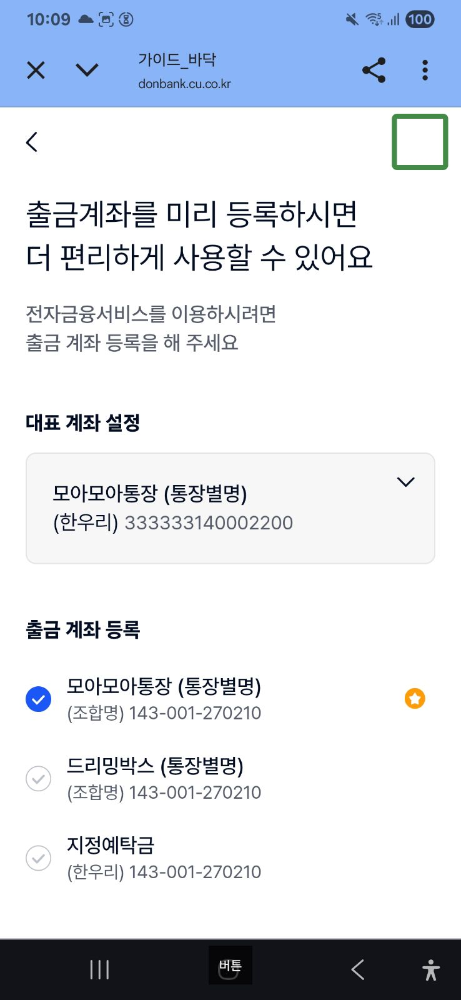 10:09
100
가이드_바닥
donbank.cu.co.kr
출금계좌를 미리 등록하시면
더 편리하게 사용할 수 있어요
전자금융서비스를 이용하시려면
출금 계좌 등록을 해 주세요
대표 계좌 설정
모아모아통장 (통장별명)
(한우리) 333333140002200
출금 계좌 등록
모아모아통장 (통장별명)
(조합명) 143-001-270210
드리밍박스 (통장별명)
(조합명) 143-001-270210
지정예탁금
(한우리) 143-001-270210
버튼